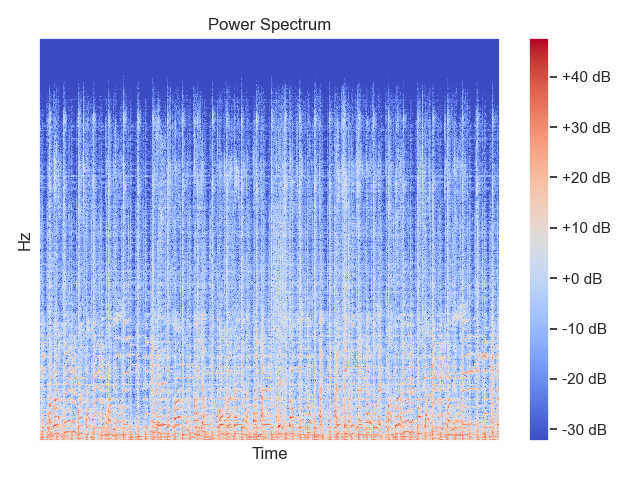 Power Spectrum
Hz
Time
+40 dB
+30 dB
+20 dB
+10 dB
+0 dB
-10 dB
-20 dB
-30 dB